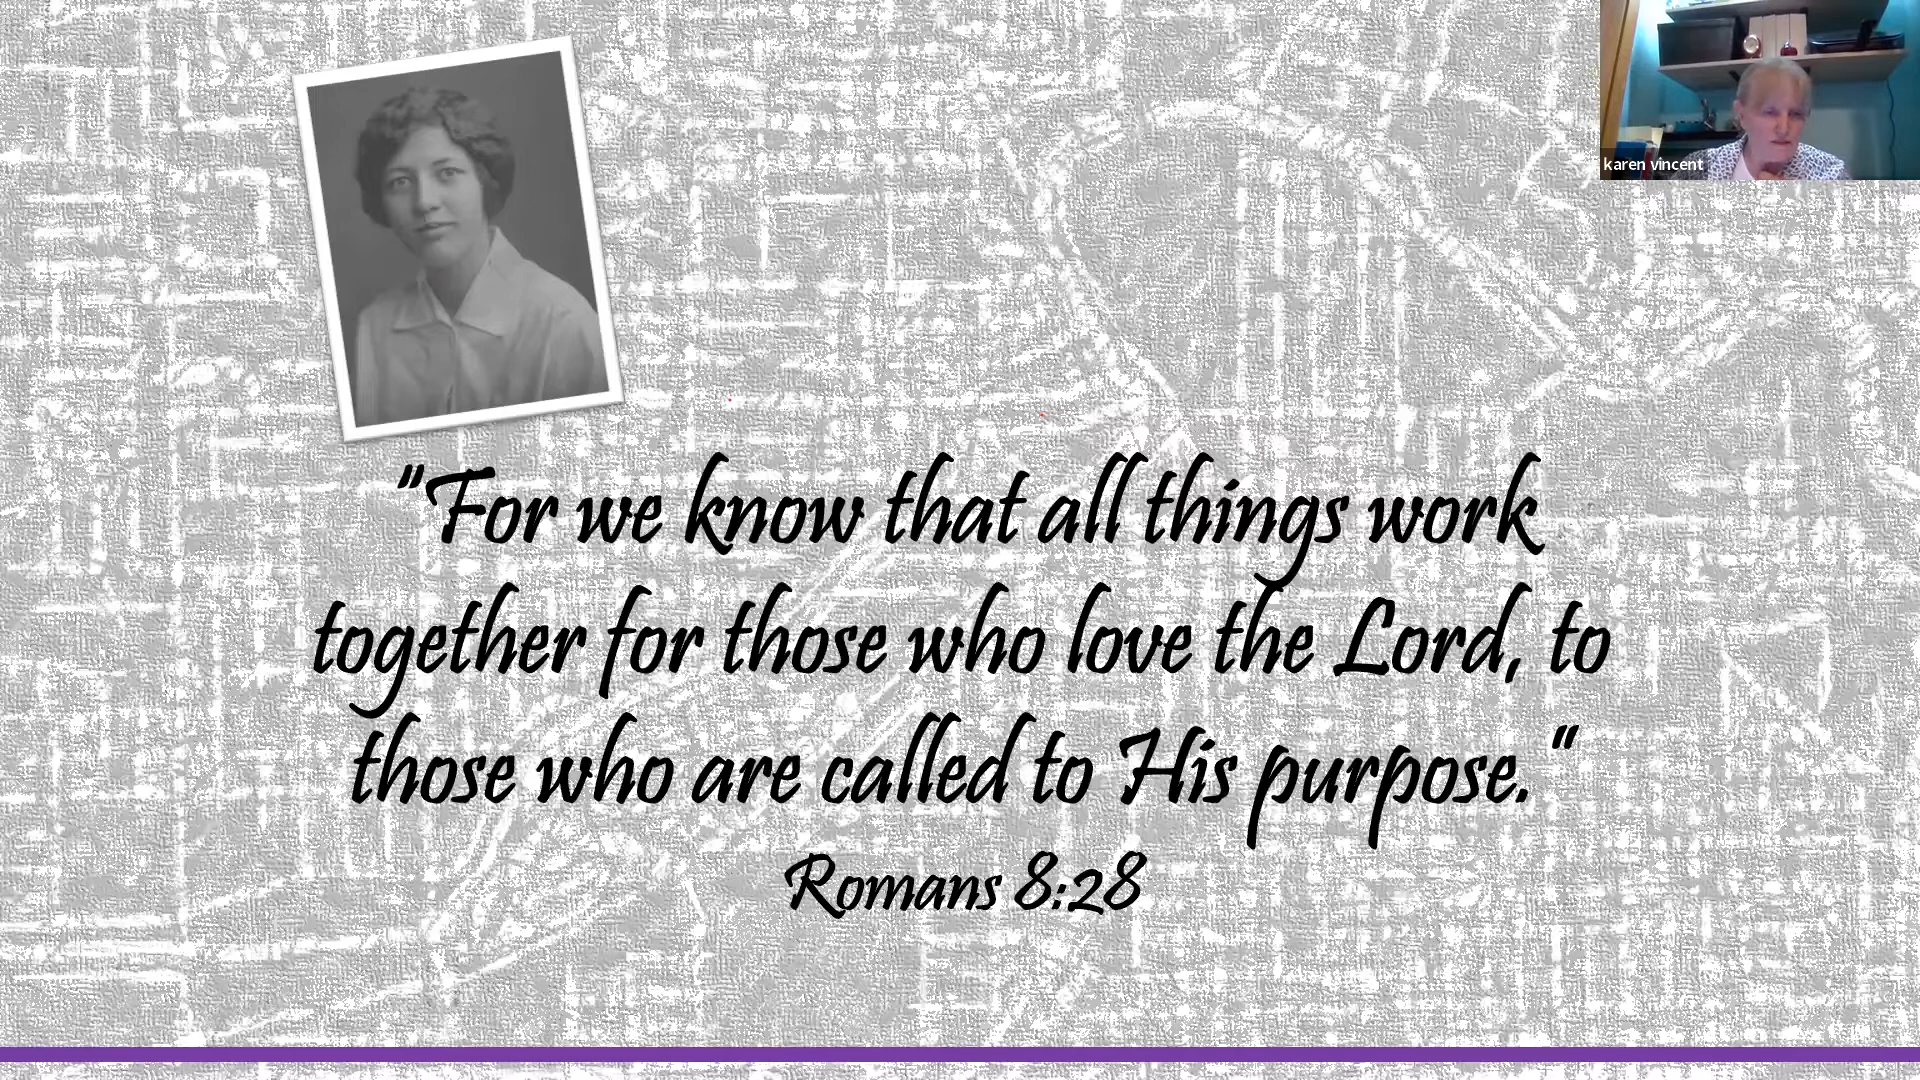 karen vincent
"For we know that all things work
together for those who love the Lord, to
those who are called to His purpose."
Romans 8:28